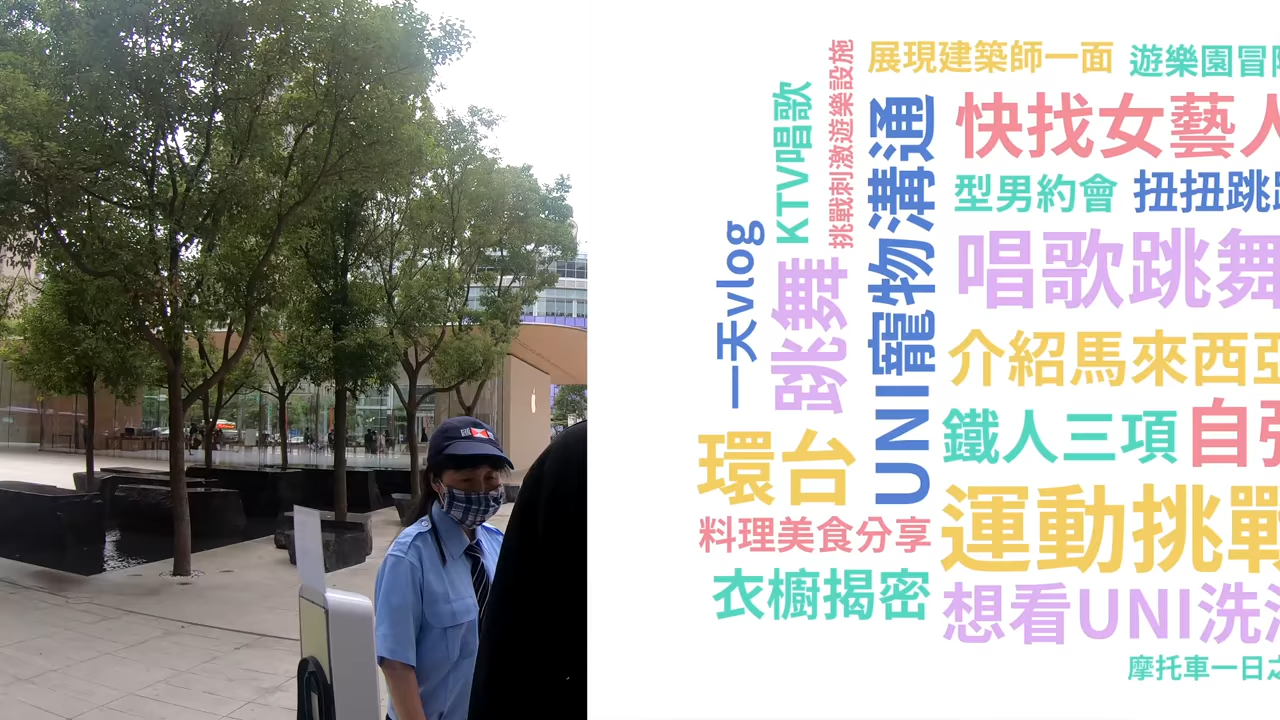 展現建築師一面
遊樂園冒
挑戰刺激遊樂設施
KTV唱歌
快找女藝人
UNI寵物溝通
型男約會
扭扭跳
一天vlog
跳舞
唱歌跳舞
介紹馬來西亞
環台
鐵人三項
自
料理美食分享
運動挑戰
衣櫥揭密
想看UNI洗
摩托車一日之